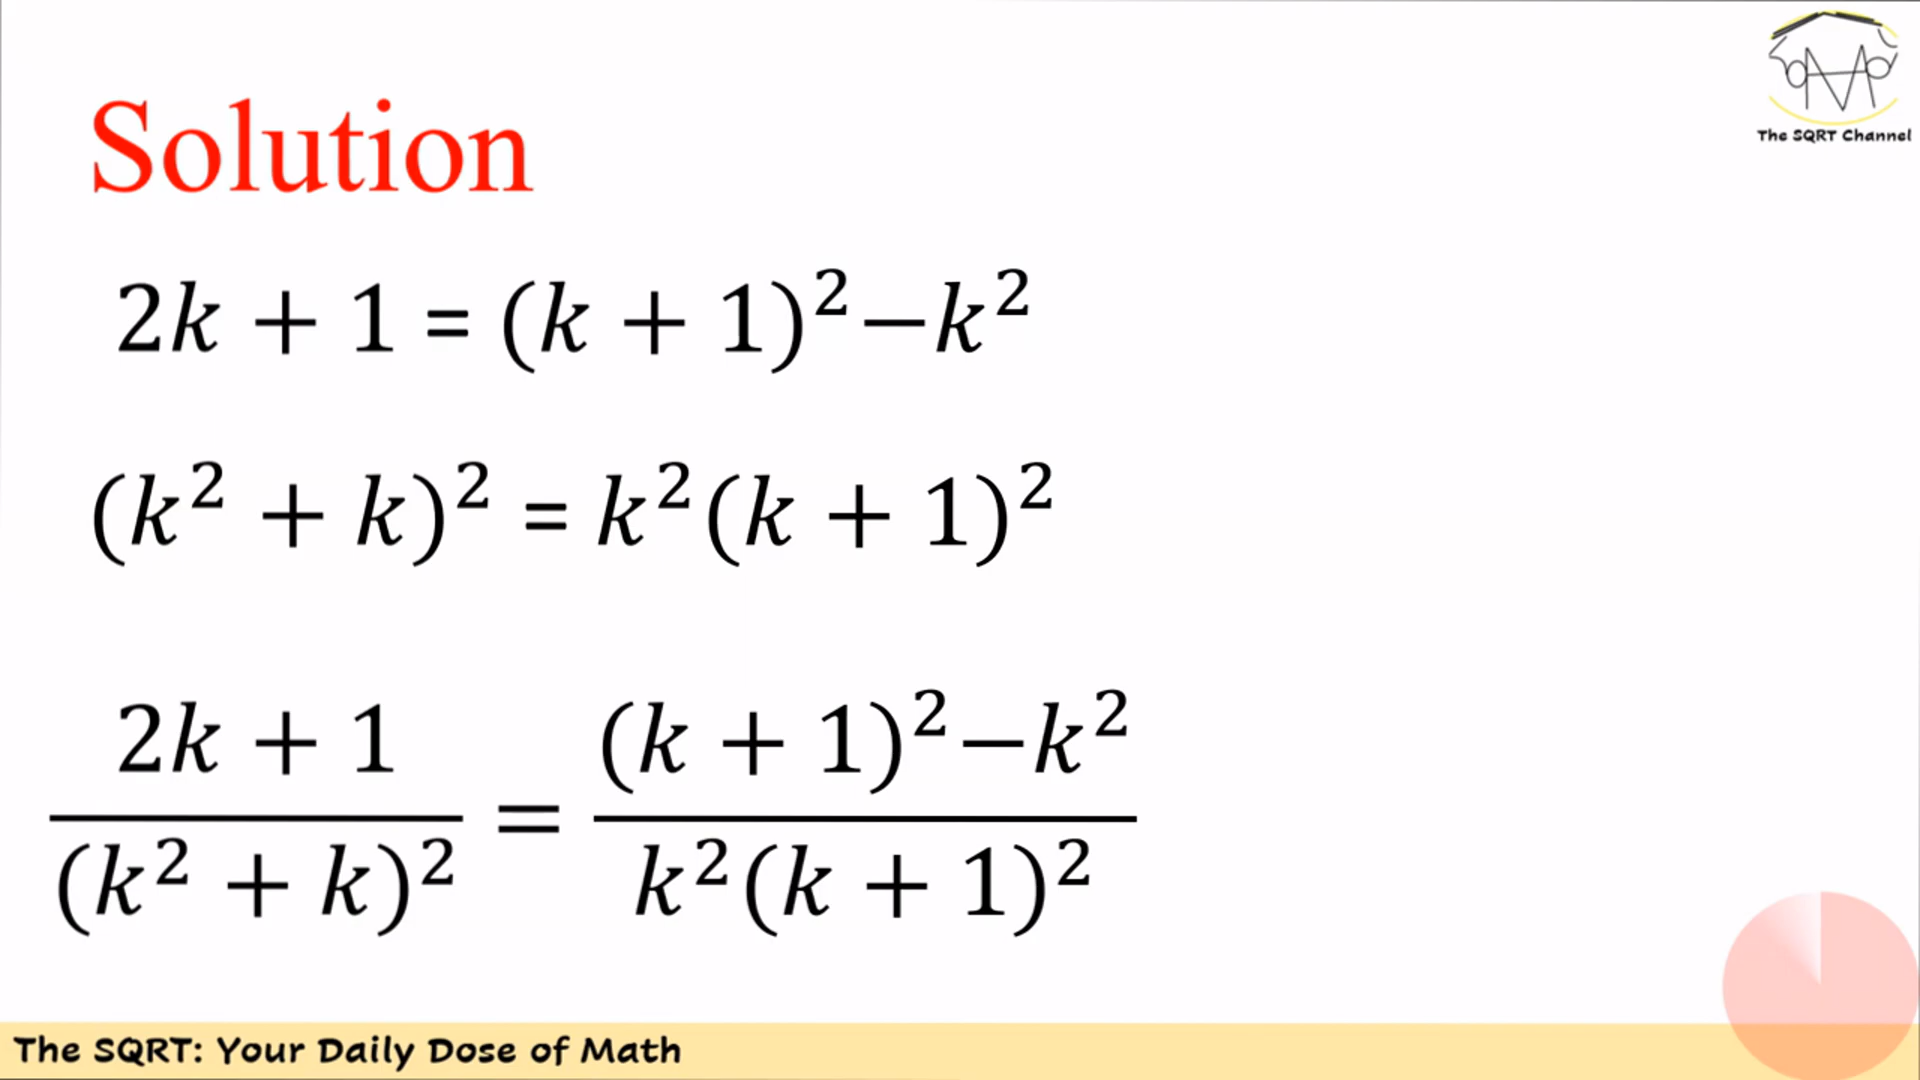 Solution
2k + 1 = (k + 1)² − k²
(k² + k)² = k²(k + 1)²
(2k + 1)/(k² + k)² = ((k + 1)² − k²)/(k²(k + 1)²)
The SQRT Channel
The SQRT: Your Daily Dose of Math